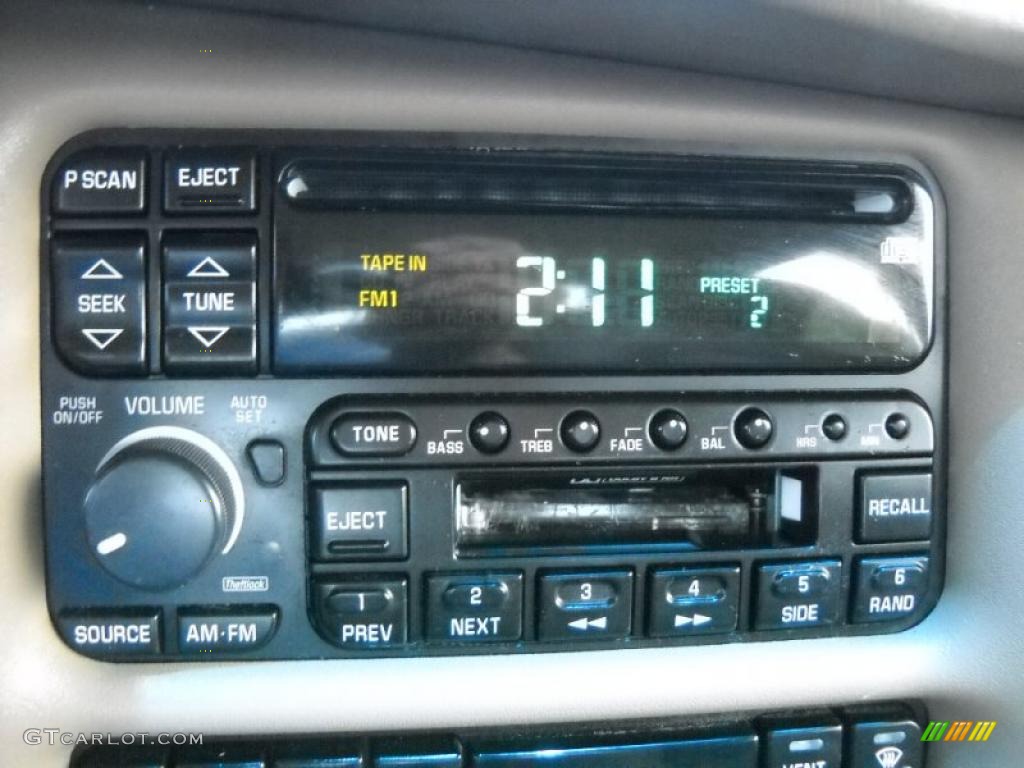 P SCAN
EJECT
SEEK
TUNE
TAPE IN
FM1
2:11
PRESET
2
disc
PUSH
ON/OFF
VOLUME
AUTO
SET
TONE
BASS
TREB
FADE
BAL
HRS
MIN
EJECT
RECALL
Theftlock
1
PREV
2
NEXT
3
4
5
SIDE
6
RAND
SOURCE
AM·FM
VENT
GTCARLOT.COM